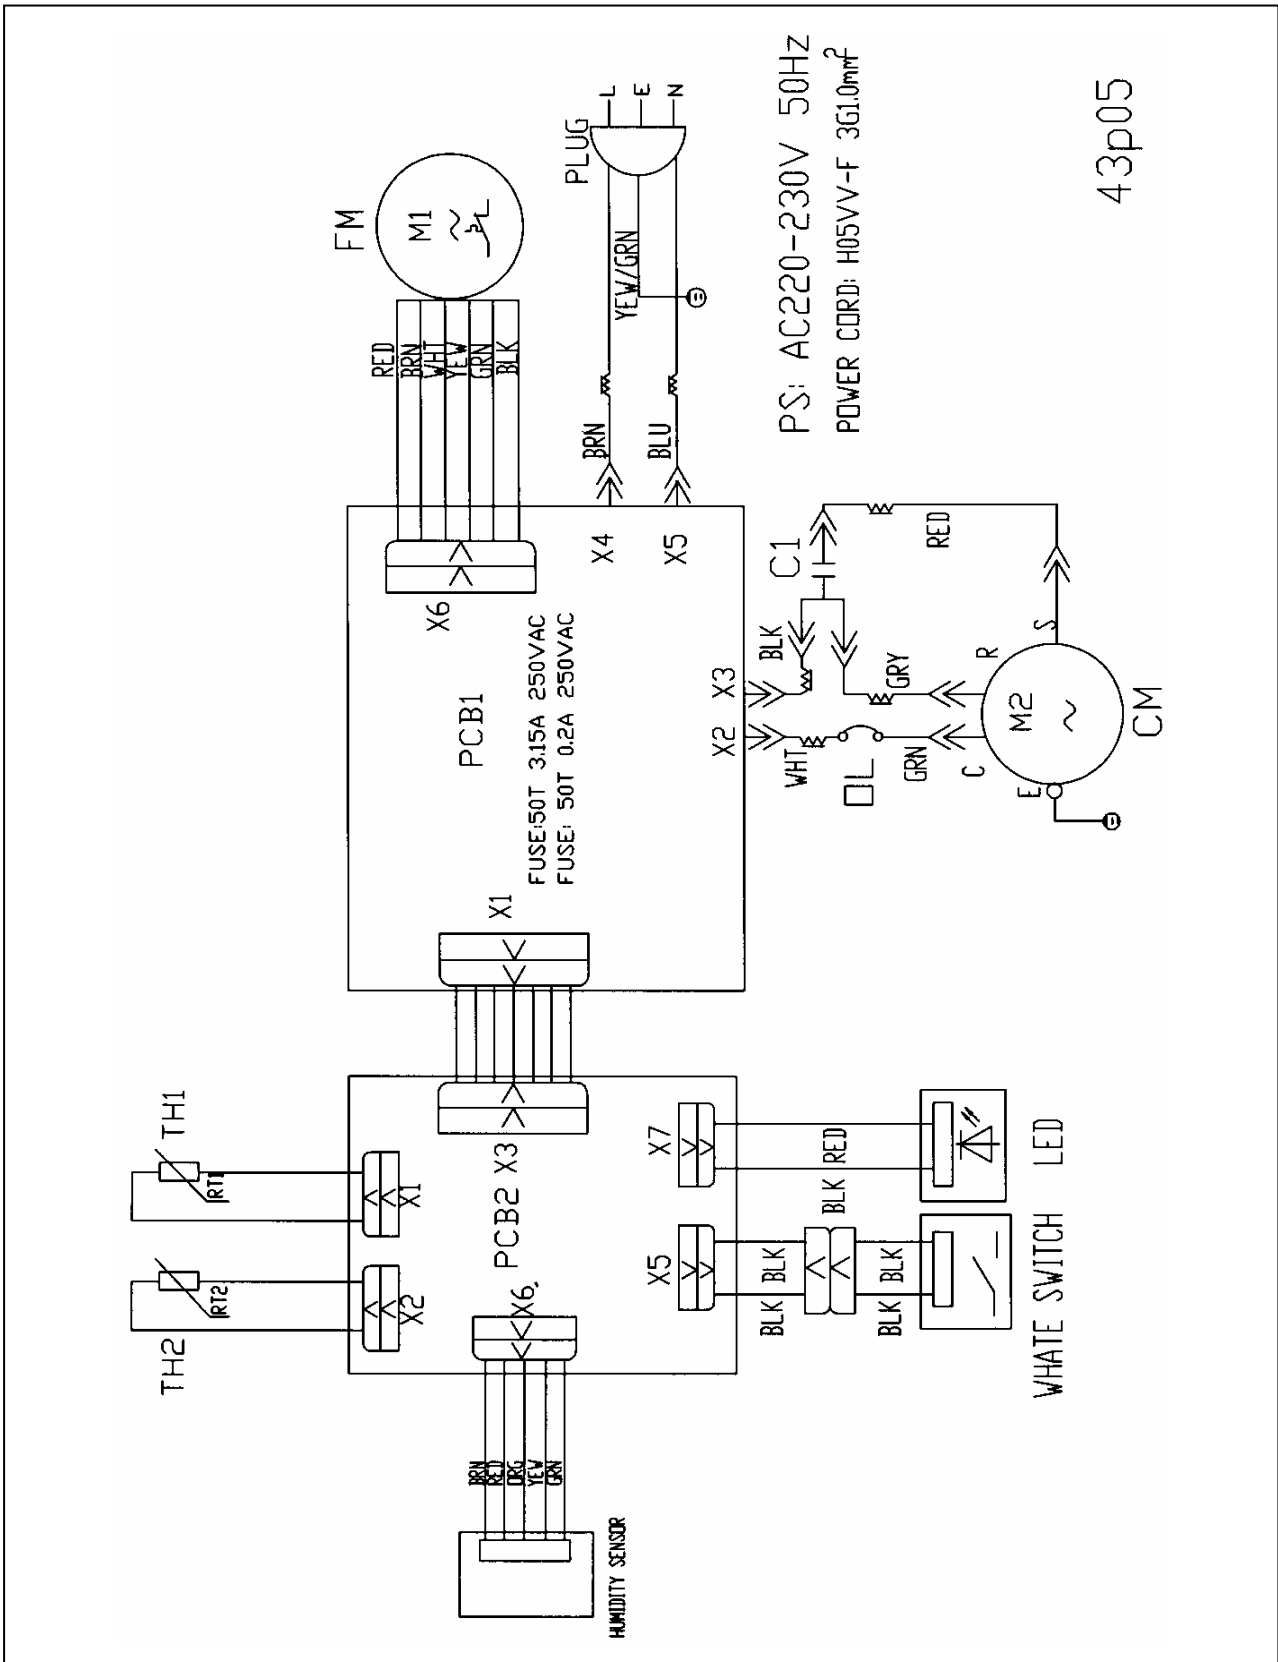 TH2
RT2
TH1
RT1
X2
X1
HUMIDITY SENSOR
BRN
RED
ORG
YEW
GRN
X6
PCB2
X3
X5
X7
BLK
BLK
BLK
BLK
BLK
RED
WHATE SWITCH
LED
X1
PCB1
FUSE:50T 3.15A 250VAC
FUSE: 50T 0.2A 250VAC
X6
X4
X5
X2
X3
RED
BRN
WHT
YEW
GRN
BLK
FM
M1
BRN
BLU
YEW/GRN
PLUG
L
E
N
WHT
OL
GRN
BLK
GRY
C1
RED
C
R
S
E
M2
CM
PS: AC220-230V 50Hz
POWER CORD: H05VV-F 3G1.0mm²
43p05